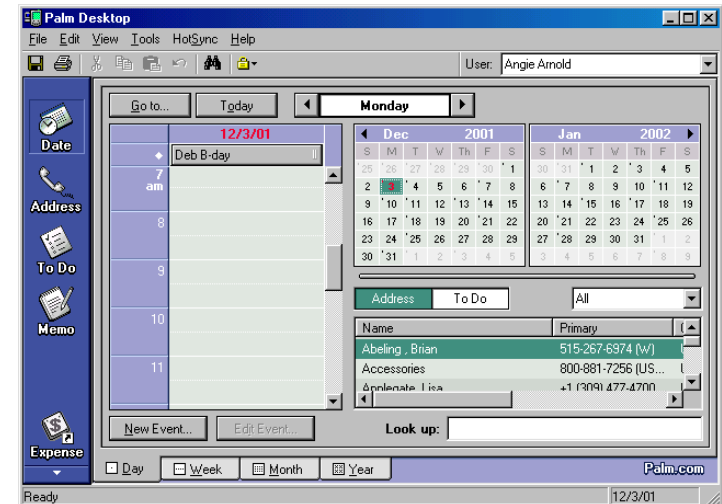 Palm Desktop
File Edit View Tools HotSync Help
User: Angie Arnold
Go to... Today Monday
Date
Address
To Do
Memo
Expense
12/3/01
Deb B-day
7 am
8
9
10
11
Dec 2001
S M T W Th F S
25 26 27 28 29 30 1
2 3 4 5 6 7 8
9 10 11 12 13 14 15
16 17 18 19 20 21 22
23 24 25 26 27 28 29
30 31 1 2 3 4 5
Jan 2002
S M T W Th F S
30 31 1 2 3 4 5
6 7 8 9 10 11 12
13 14 15 16 17 18 19
20 21 22 23 24 25 26
27 28 29 30 31 1 2
3 4 5 6 7 8 9
Address To Do All
Name Primary
Abeling , Brian 515-267-6974 (W)
Accessories 800-881-7256 (US...
Applegate, Lisa +1 (309) 477-4700
New Event... Edit Event... Look up:
Day Week Month Year Palm.com
Ready 12/3/01